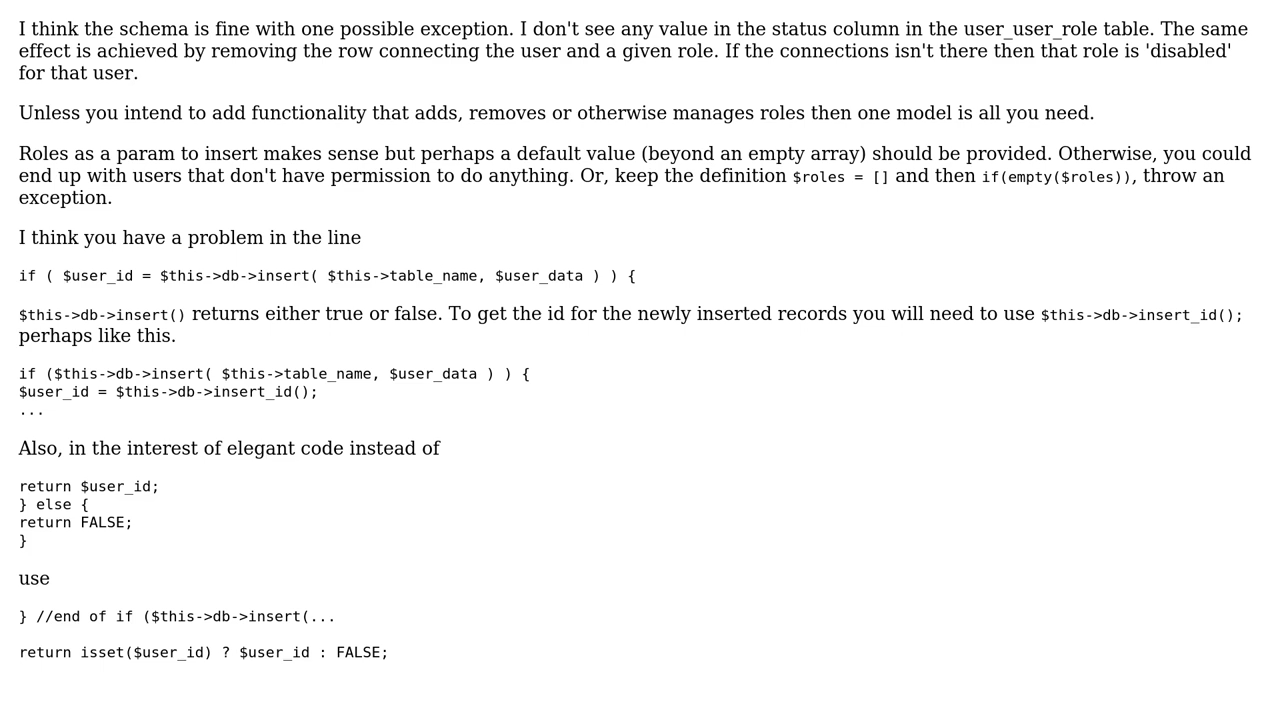 I think the schema is fine with one possible exception. I don't see any value in the status column in the user_user_role table. The same
effect is achieved by removing the row connecting the user and a given role. If the connections isn't there then that role is 'disabled'
for that user.
Unless you intend to add functionality that adds, removes or otherwise manages roles then one model is all you need.
Roles as a param to insert makes sense but perhaps a default value (beyond an empty array) should be provided. Otherwise, you could
end up with users that don't have permission to do anything. Or, keep the definition $roles = [] and then if(empty($roles)), throw an
exception.
I think you have a problem in the line
if ( $user_id = $this->db->insert( $this->table_name, $user_data ) ) {
$this->db->insert() returns either true or false. To get the id for the newly inserted records you will need to use $this->db->insert_id();
perhaps like this.
if ($this->db->insert( $this->table_name, $user_data ) ) {
$user_id = $this->db->insert_id();
...
Also, in the interest of elegant code instead of
return $user_id;
} else {
return FALSE;
}
use
} //end of if ($this->db->insert(...
return isset($user_id) ? $user_id : FALSE;